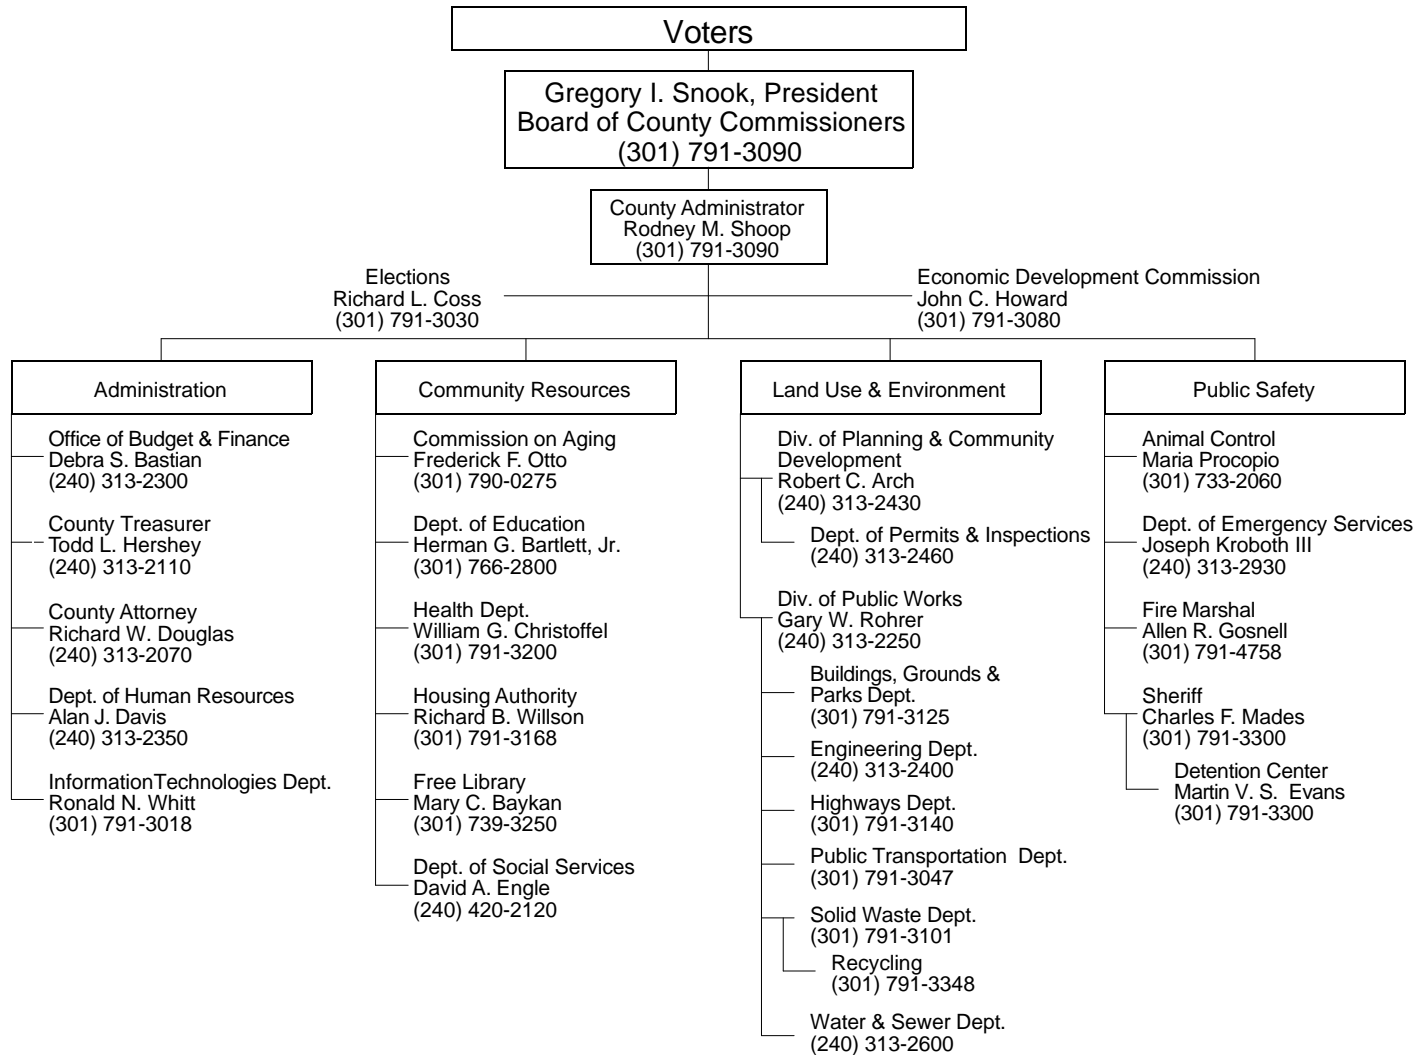 Voters
Gregory I. Snook, President
Board of County Commissioners
(301) 791-3090
County Administrator
Rodney M. Shoop
(301) 791-3090
Elections
Richard L. Coss
(301) 791-3030
Economic Development Commission
John C. Howard
(301) 791-3080
Administration
Office of Budget & Finance
Debra S. Bastian
(240) 313-2300
County Treasurer
Todd L. Hershey
(240) 313-2110
County Attorney
Richard W. Douglas
(240) 313-2070
Dept. of Human Resources
Alan J. Davis
(240) 313-2350
InformationTechnologies Dept.
Ronald N. Whitt
(301) 791-3018
Community Resources
Commission on Aging
Frederick F. Otto
(301) 790-0275
Dept. of Education
Herman G. Bartlett, Jr.
(301) 766-2800
Health Dept.
William G. Christoffel
(301) 791-3200
Housing Authority
Richard B. Willson
(301) 791-3168
Free Library
Mary C. Baykan
(301) 739-3250
Dept. of Social Services
David A. Engle
(240) 420-2120
Land Use & Environment
Div. of Planning & Community
Development
Robert C. Arch
(240) 313-2430
Dept. of Permits & Inspections
(240) 313-2460
Div. of Public Works
Gary W. Rohrer
(240) 313-2250
Buildings, Grounds &
Parks Dept.
(301) 791-3125
Engineering Dept.
(240) 313-2400
Highways Dept.
(301) 791-3140
Public Transportation Dept.
(301) 791-3047
Solid Waste Dept.
(301) 791-3101
Recycling
(301) 791-3348
Water & Sewer Dept.
(240) 313-2600
Public Safety
Animal Control
Maria Procopio
(301) 733-2060
Dept. of Emergency Services
Joseph Kroboth III
(240) 313-2930
Fire Marshal
Allen R. Gosnell
(301) 791-4758
Sheriff
Charles F. Mades
(301) 791-3300
Detention Center
Martin V. S. Evans
(301) 791-3300